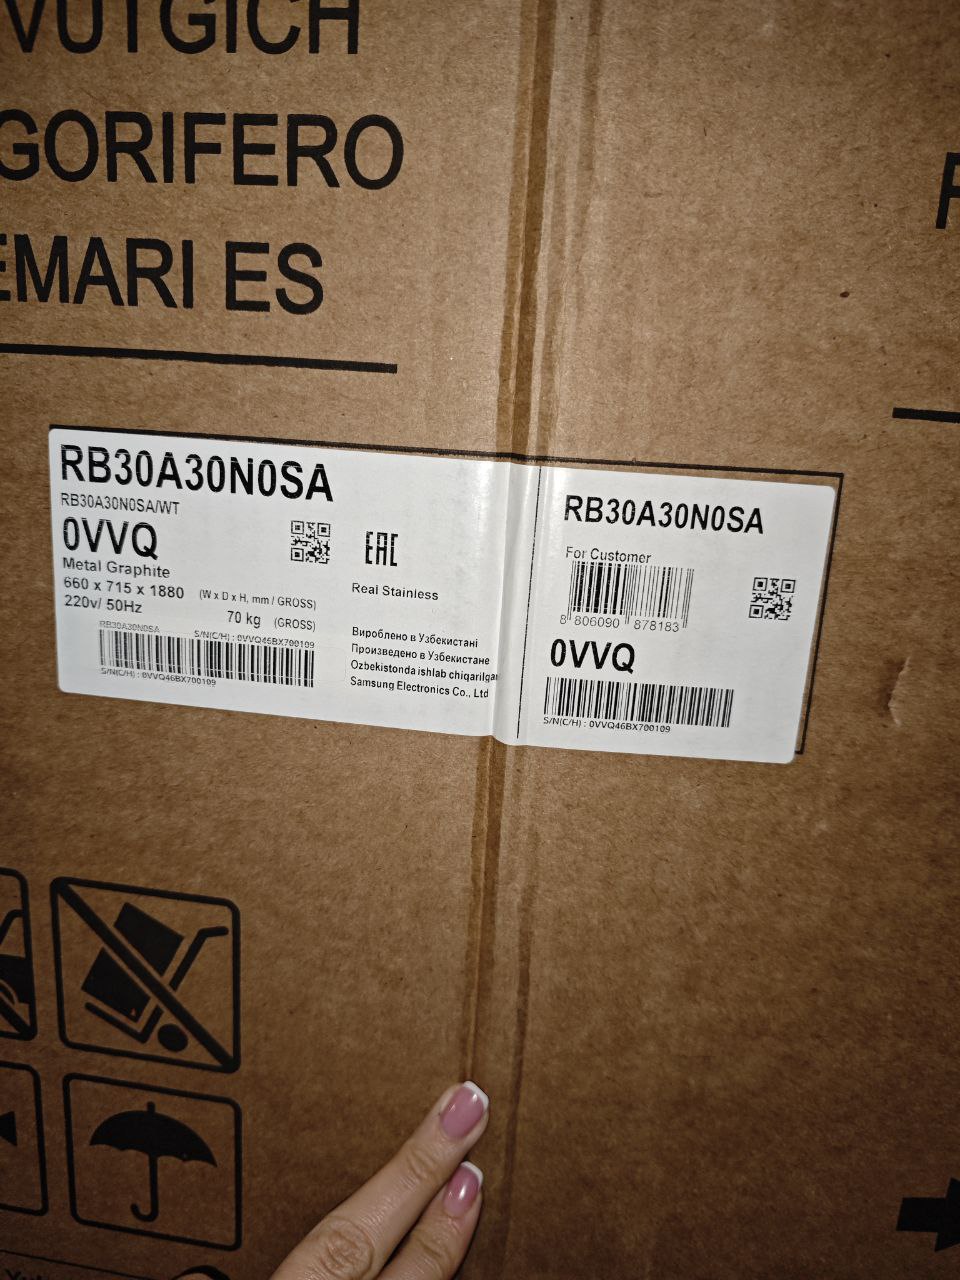 VUTGICH
GORIFERO
EMARI ES
RB30A30N0SA
RB30A30N0SA/WT
0VVQ
Metal Graphite
660 x 715 x 1880 (W x D x H, mm / GROSS)
220v/ 50Hz
70 kg (GROSS)
RB30A30N0SA
S/N(C/H) : 0VVQ46BX700109
S/N(C/H) : 0VVQ46BX700109
EAC
Real Stainless
Вироблено в Узбекистані
Произведено в Узбекистане
Ozbekistonda ishlab chiqarilgan
Samsung Electronics Co., Ltd
RB30A30N0SA
For Customer
8 806090 878183
0VVQ
S/N(C/H) : 0VVQ46BX700109